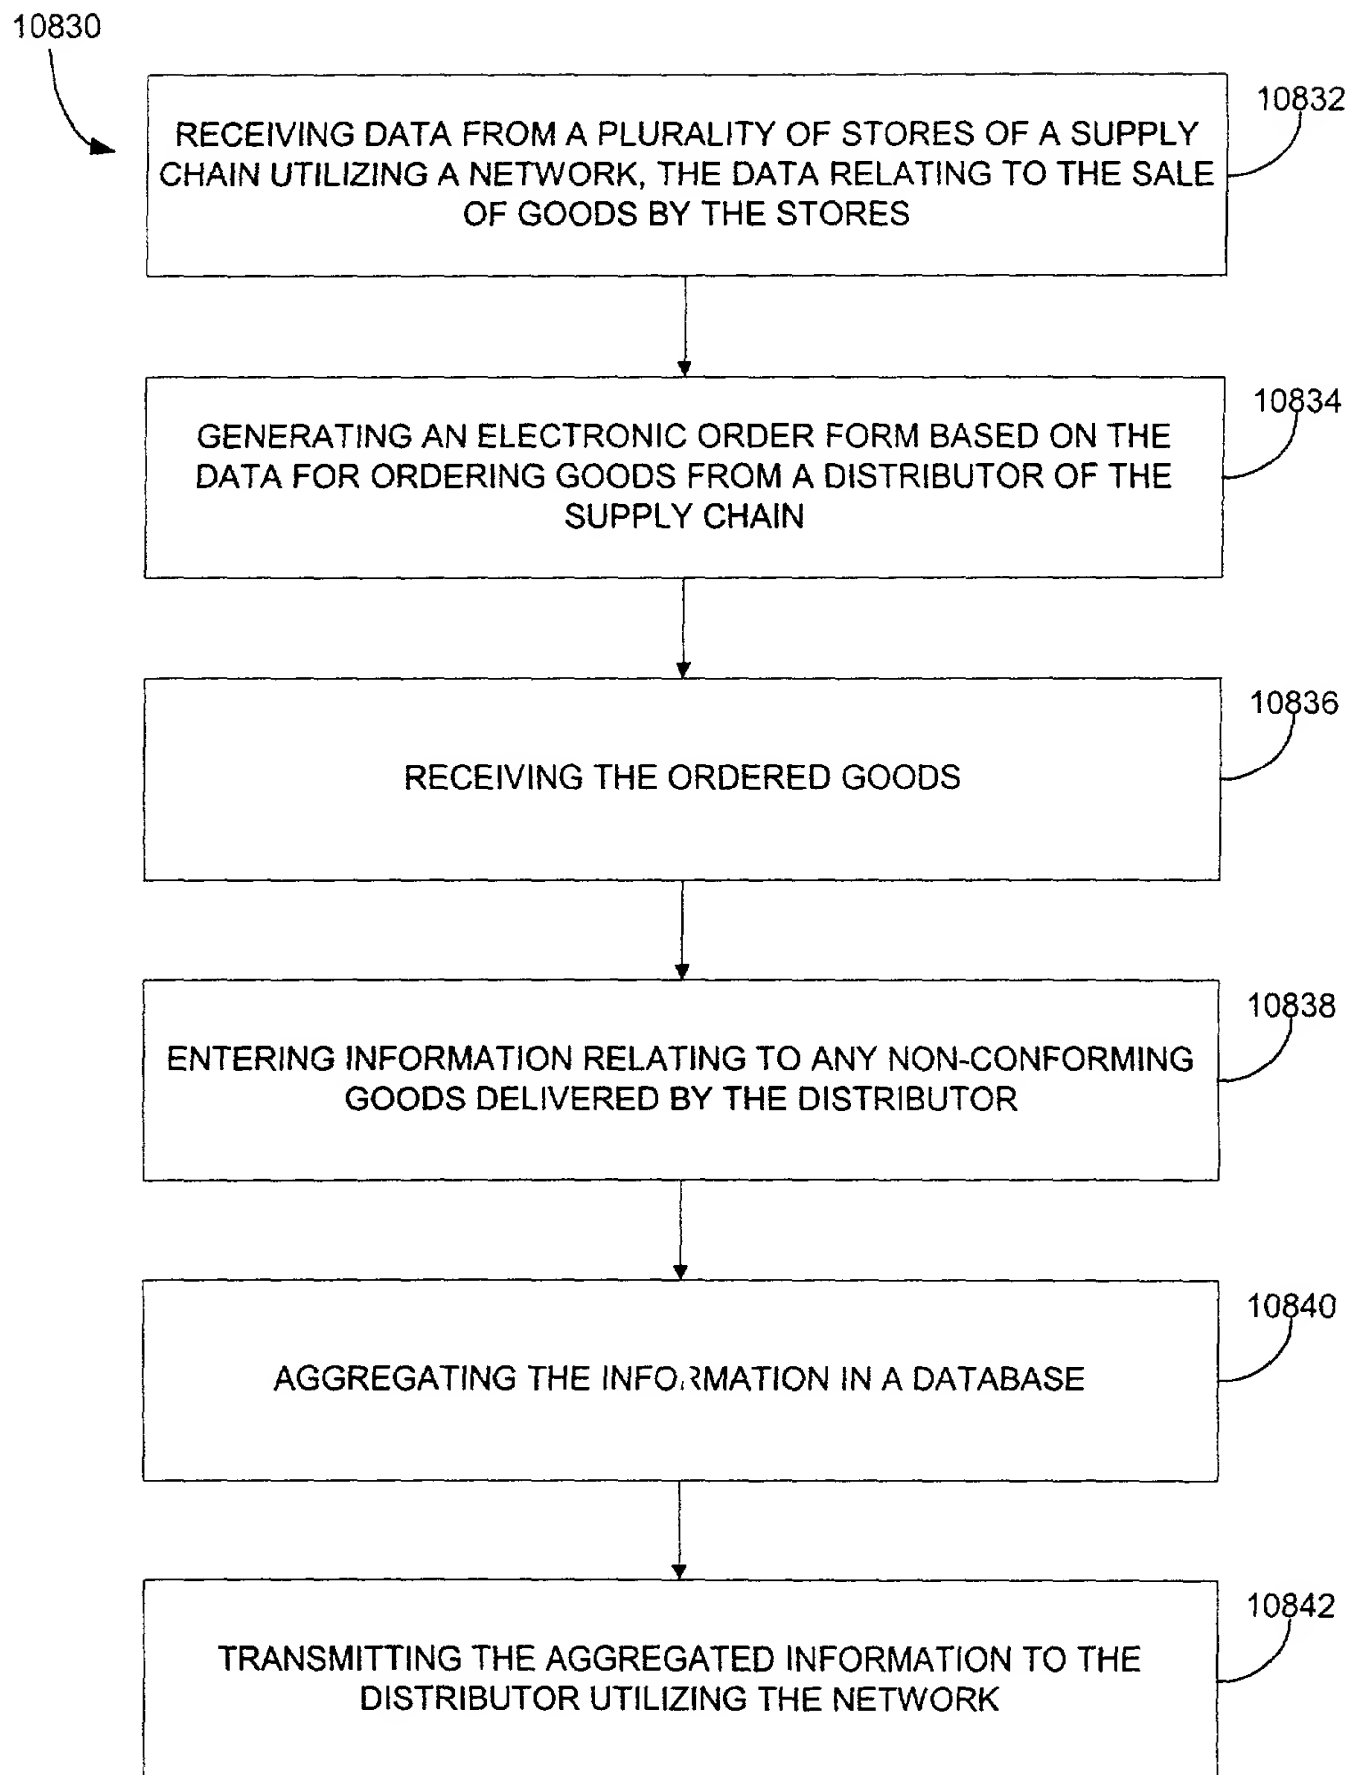 10830
10832
RECEIVING DATA FROM A PLURALITY OF STORES OF A SUPPLY
CHAIN UTILIZING A NETWORK, THE DATA RELATING TO THE SALE
OF GOODS BY THE STORES
10834
GENERATING AN ELECTRONIC ORDER FORM BASED ON THE
DATA FOR ORDERING GOODS FROM A DISTRIBUTOR OF THE
SUPPLY CHAIN
10836
RECEIVING THE ORDERED GOODS
10838
ENTERING INFORMATION RELATING TO ANY NON-CONFORMING
GOODS DELIVERED BY THE DISTRIBUTOR
10840
AGGREGATING THE INFORMATION IN A DATABASE
10842
TRANSMITTING THE AGGREGATED INFORMATION TO THE
DISTRIBUTOR UTILIZING THE NETWORK